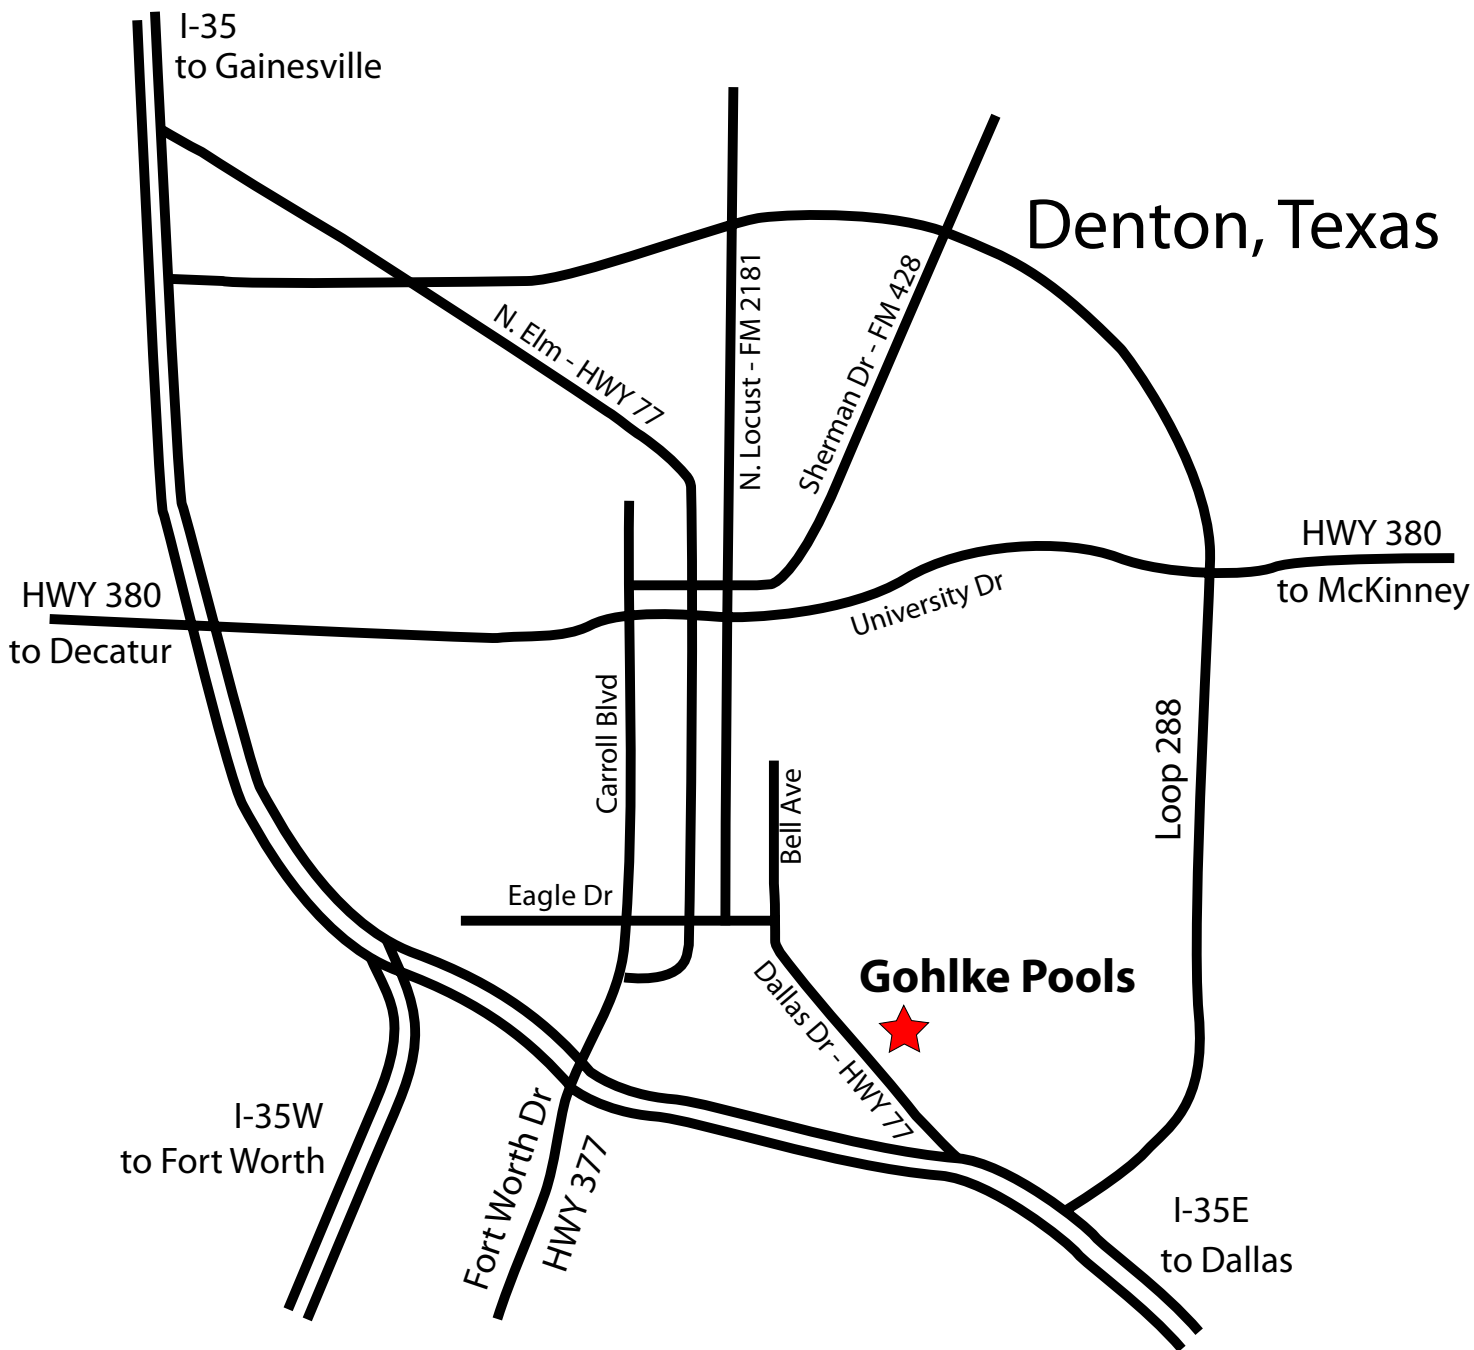 I-35
to Gainesville
Denton, Texas
N. Elm - HWY 77
N. Locust - FM 2181
Sherman Dr - FM 428
HWY 380
to McKinney
HWY 380
to Decatur
University Dr
Carroll Blvd
Loop 288
Bell Ave
Eagle Dr
Gohlke Pools
Dallas Dr - HWY 77
I-35W
to Fort Worth
Fort Worth Dr
HWY 377
I-35E
to Dallas